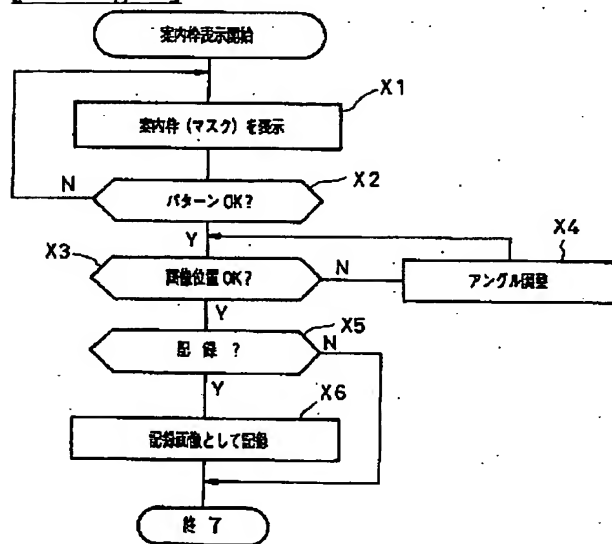 案内枠表示開始
X1
案内枠(マスク)を表示
X2
N
パターンOK?
Y
X4
X3
画像位置OK?
N
アングル調整
Y
X5
記録?
N
Y
X6
記録画像として記録
終了